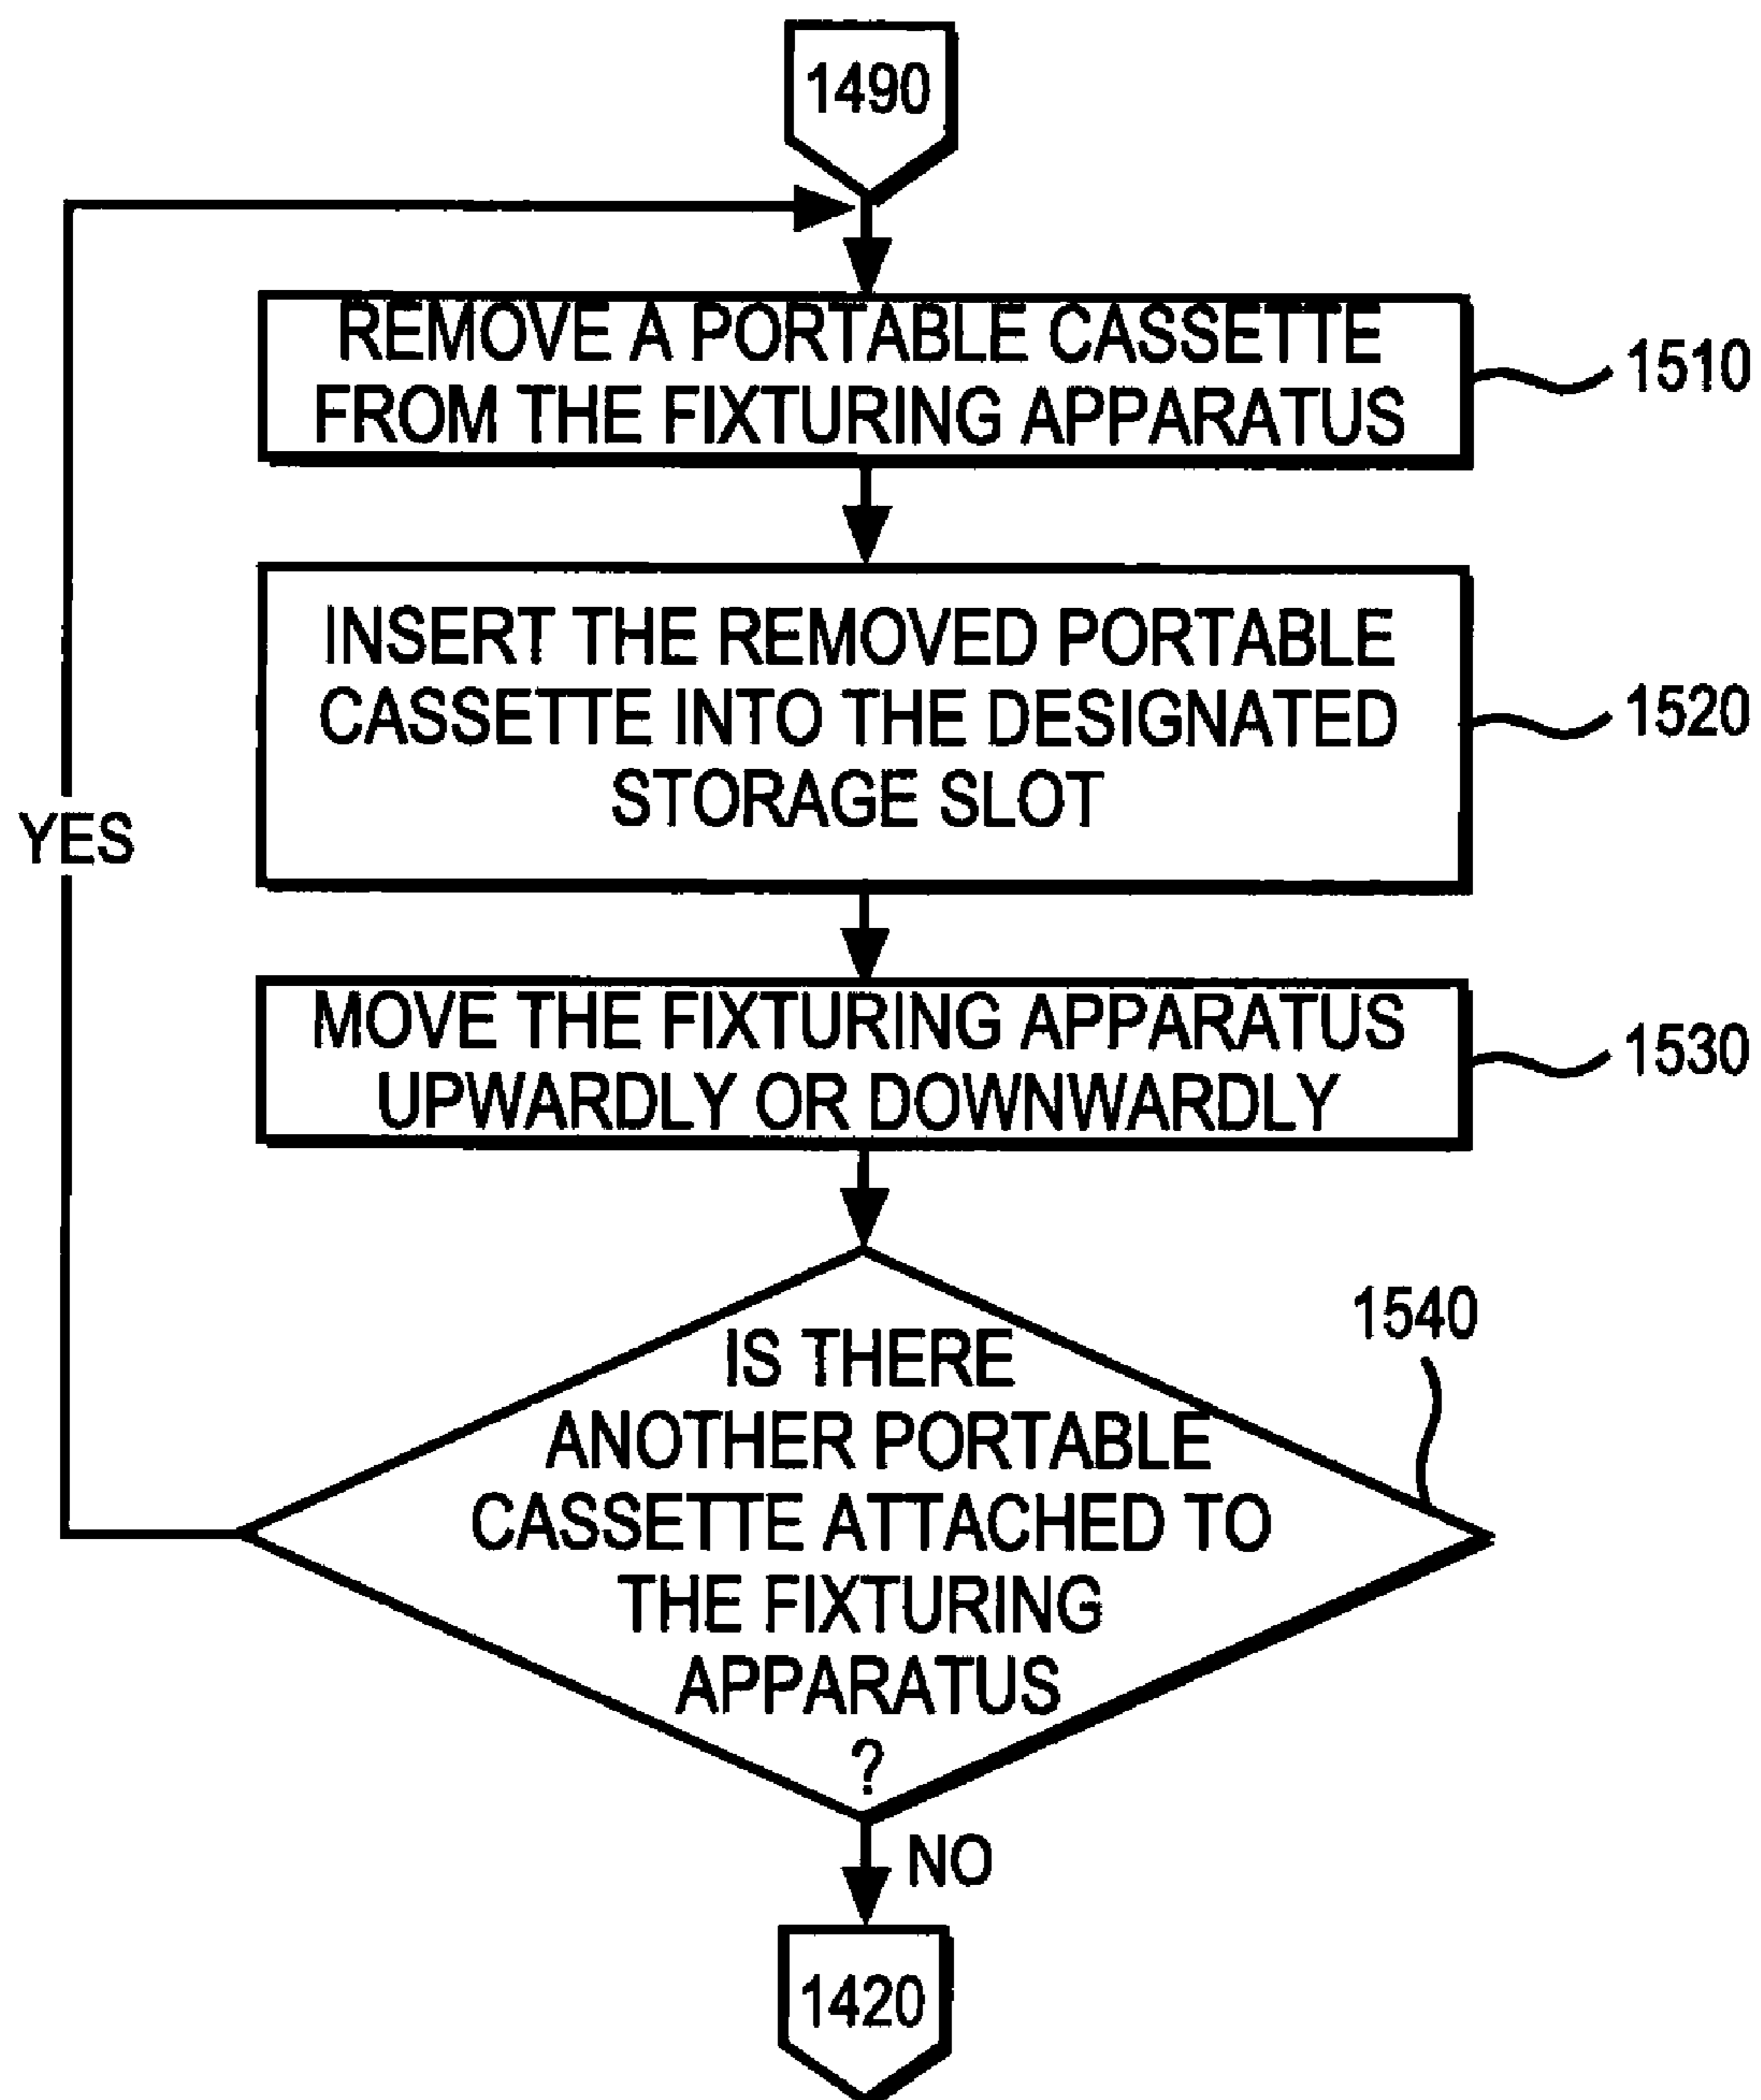 1490
REMOVE A PORTABLE CASSETTE
FROM THE FIXTURING APPARATUS
1510
INSERT THE REMOVED PORTABLE
CASSETTE INTO THE DESIGNATED
STORAGE SLOT
1520
YES
MOVE THE FIXTURING APPARATUS
UPWARDLY OR DOWNWARDLY
1530
1540
IS THERE
ANOTHER PORTABLE
CASSETTE ATTACHED TO
THE FIXTURING
APPARATUS
?
NO
1420